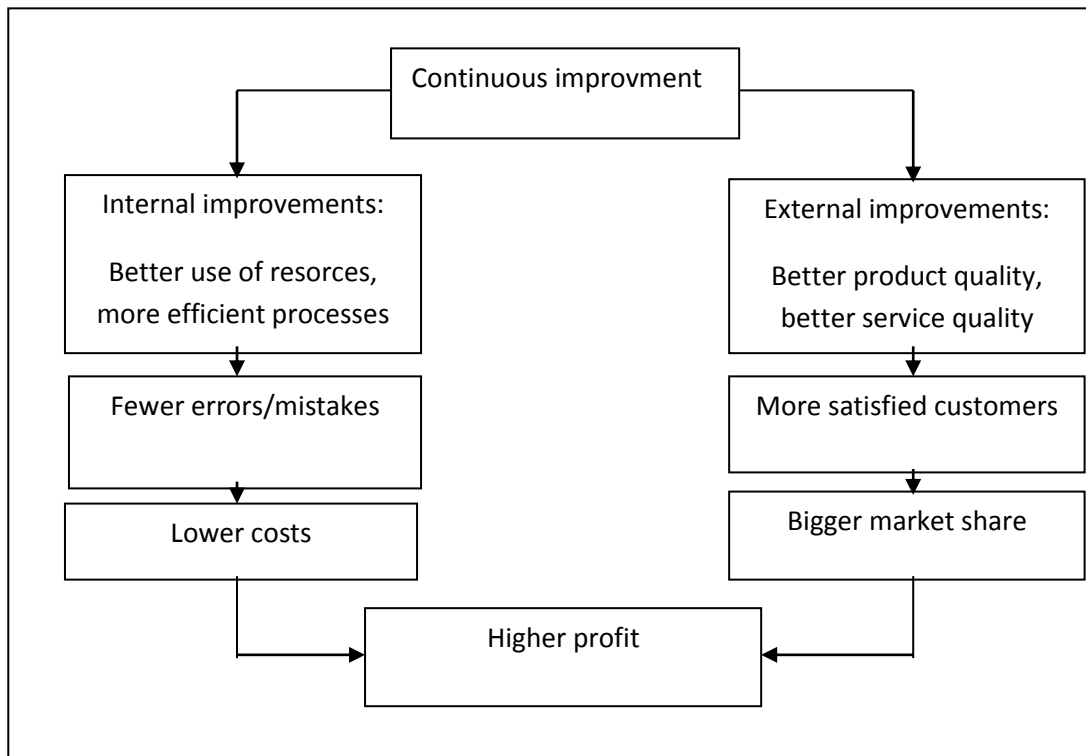 Continuous improvment
Internal improvements:
Better use of resorces,
more efficient processes
Fewer errors/mistakes
Lower costs
External improvements:
Better product quality,
better service quality
More satisfied customers
Bigger market share
Higher profit